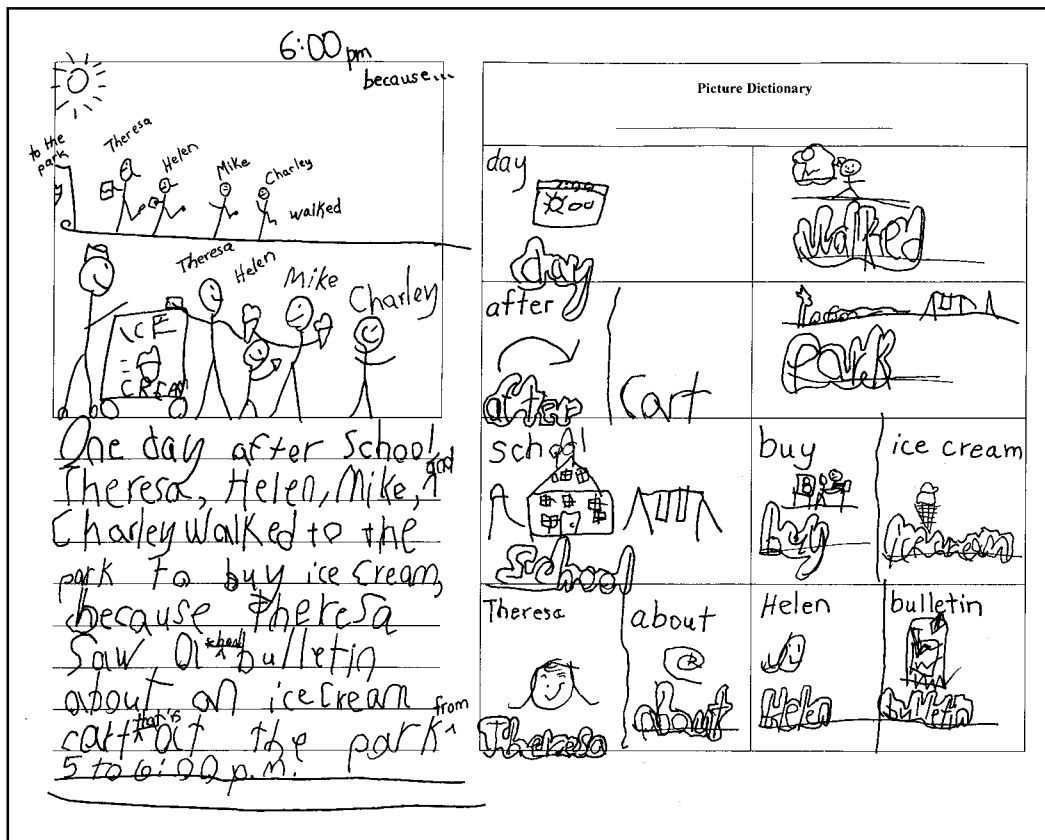 6:00 pm
because...
to the park
Theresa
Helen
Mike
Charley
walked
Theresa
Helen
Mike
Charley
ICE
CREAM
One day after School
Theresa, Helen, Mike, and
Charley walked to the
park To buy ice Cream,
because Theresa
Saw, a school bulletin
about an ice cream
cart that is at the park from
5 to 6:00 p.m.
Picture Dictionary
day
day
walked
after
after
cart
park
school
school
buy
buy
ice cream
ice cream
Theresa
Theresa
about
about
Helen
Helen
bulletin
bulletin